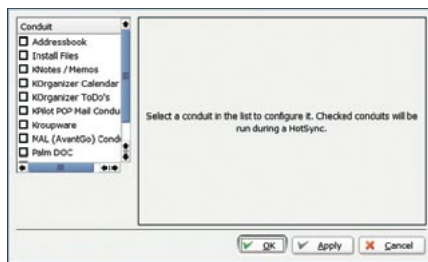 Conduit
Addressbook
Install Files
KNotes / Memos
KOrganizer Calendar
KOrganizer ToDo's
KPilot POP Mail Condu
Kroupware
MAL (AvantGo) Condu
Palm DOC
Select a conduit in the list to configure it. Checked conduits will be
run during a HotSync.
OK
Apply
Cancel